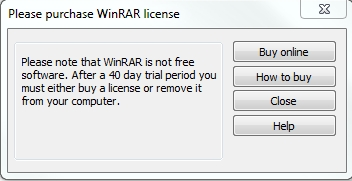 Please purchase WinRAR license
Please note that WinRAR is not free
software. After a 40 day trial period you
must either buy a license or remove it
from your computer.
Buy online
How to buy
Close
Help